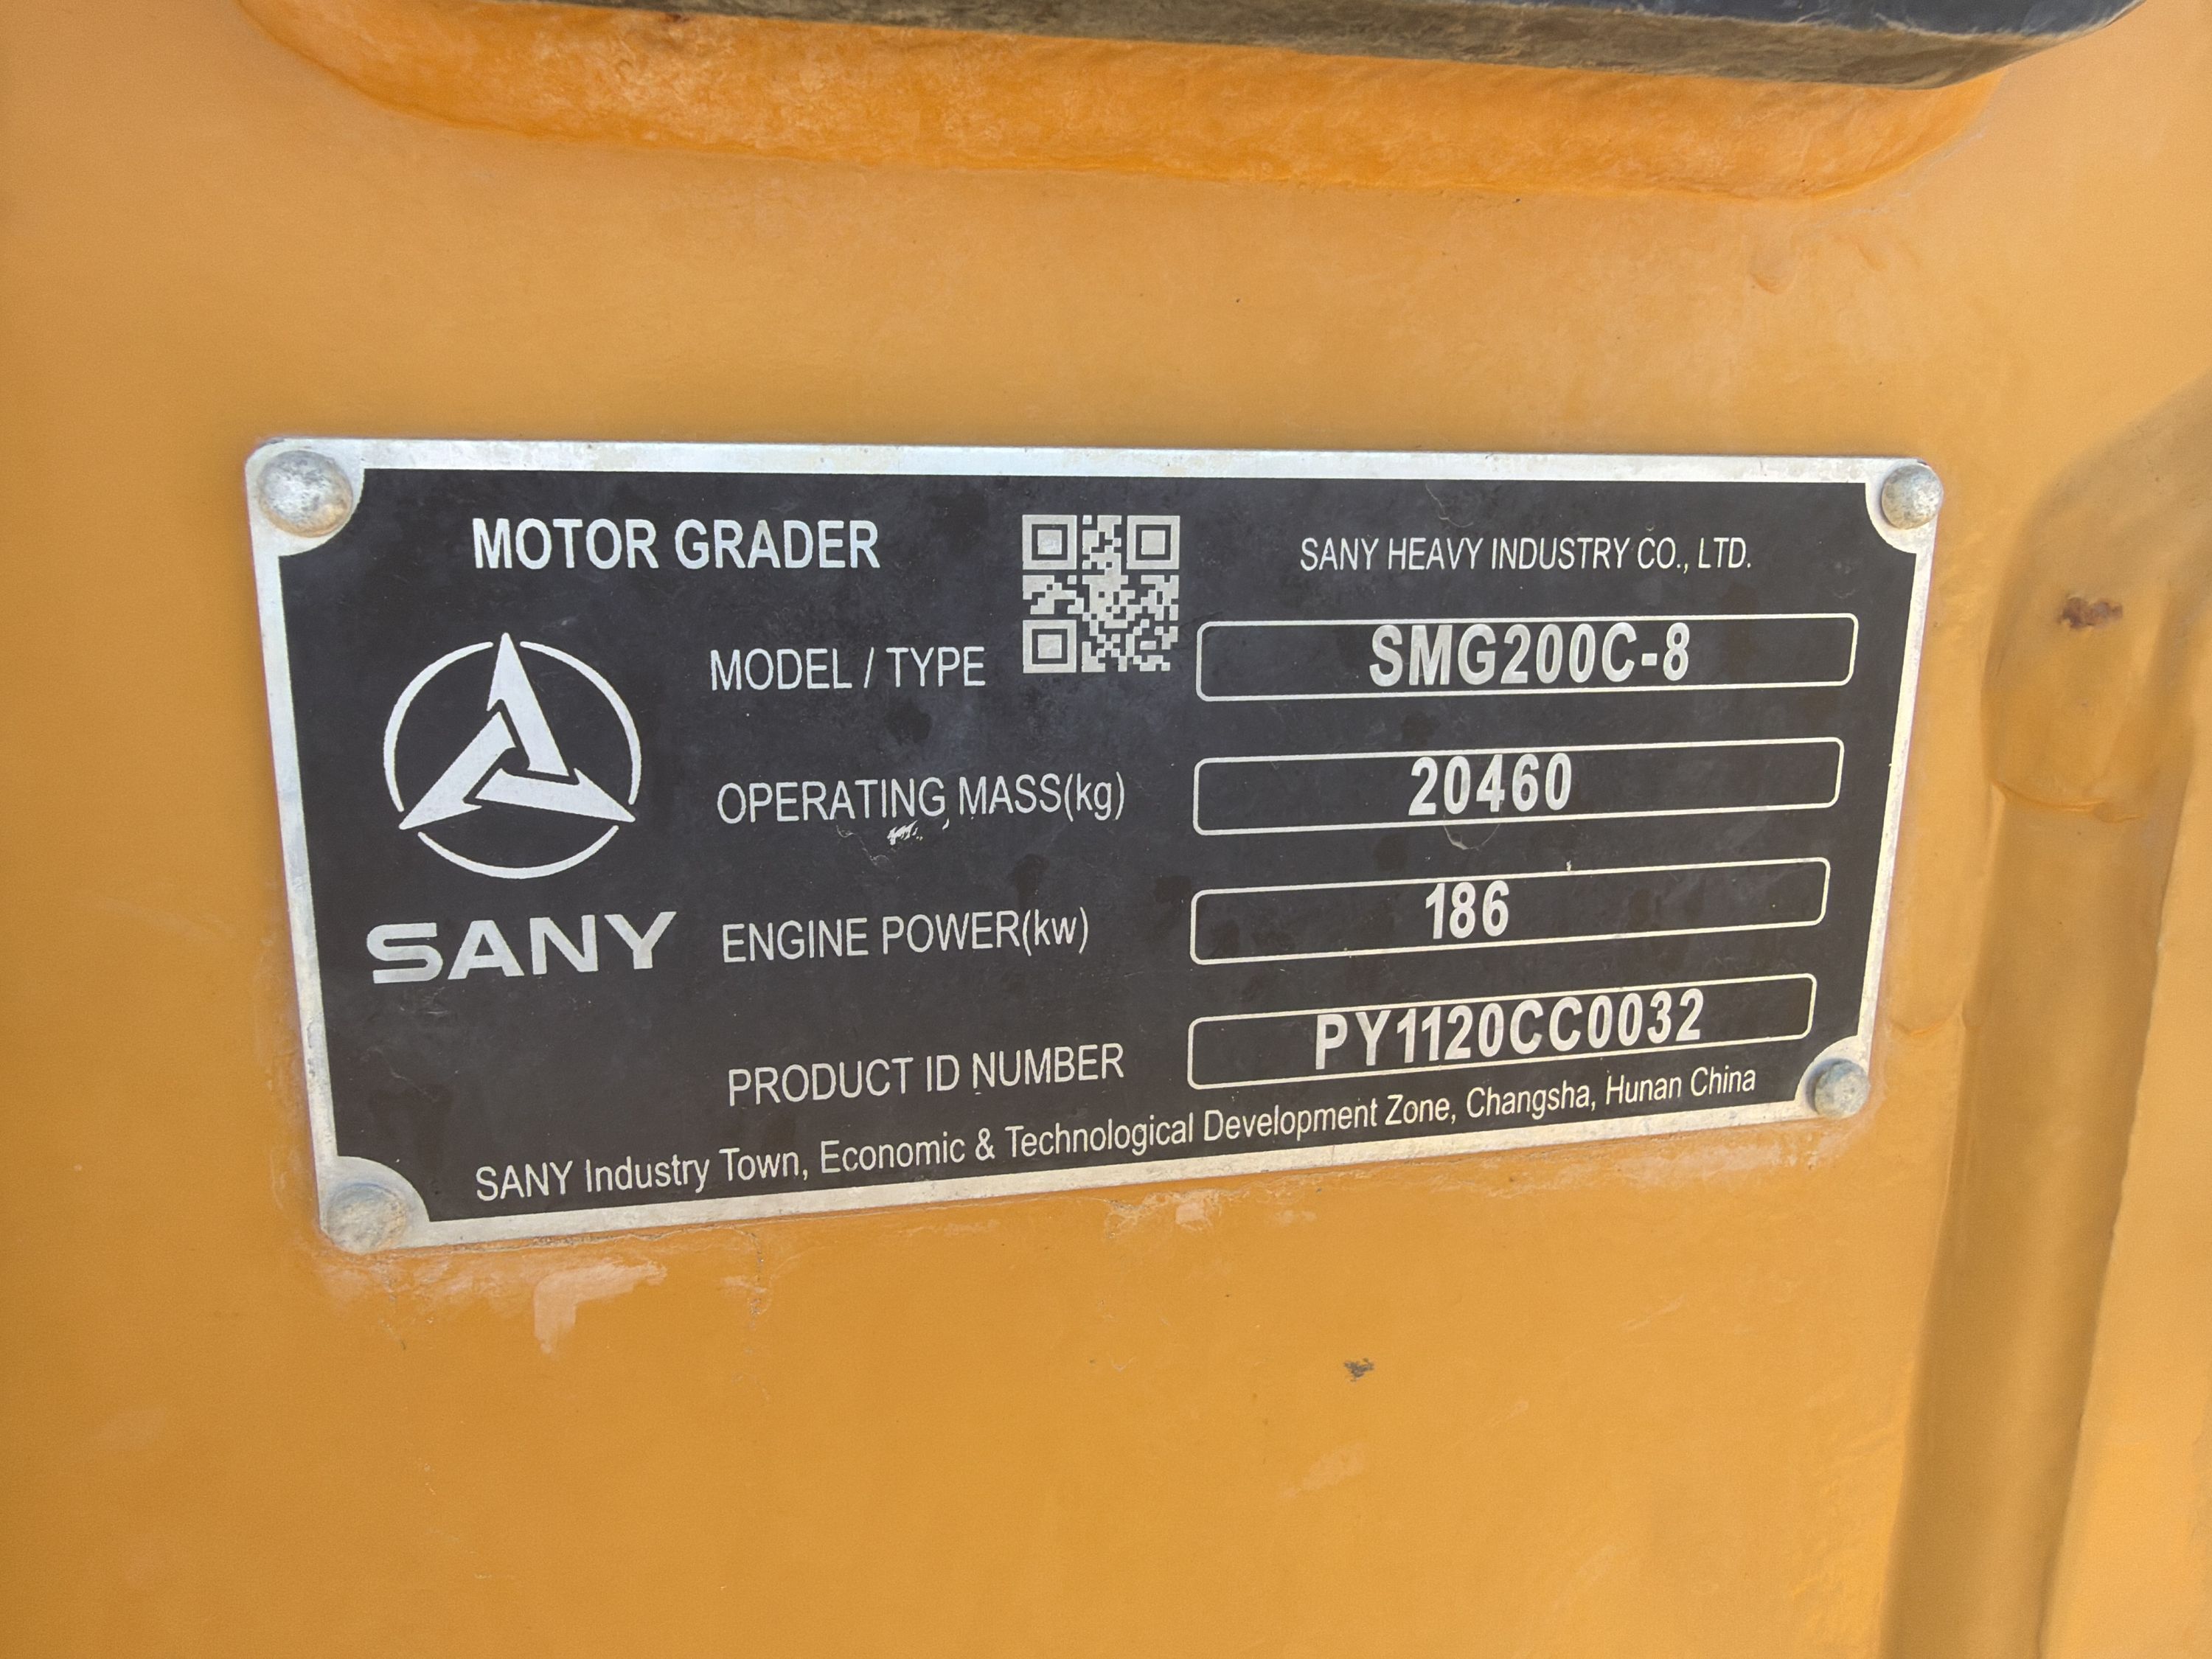 MOTOR GRADER
SANY HEAVY INDUSTRY CO., LTD.
MODEL / TYPE SMG200C-8
OPERATING MASS(kg) 20460
SANY
ENGINE POWER(kw) 186
PRODUCT ID NUMBER PY1120CC0032
SANY Industry Town, Economic & Technological Development Zone, Changsha, Hunan China